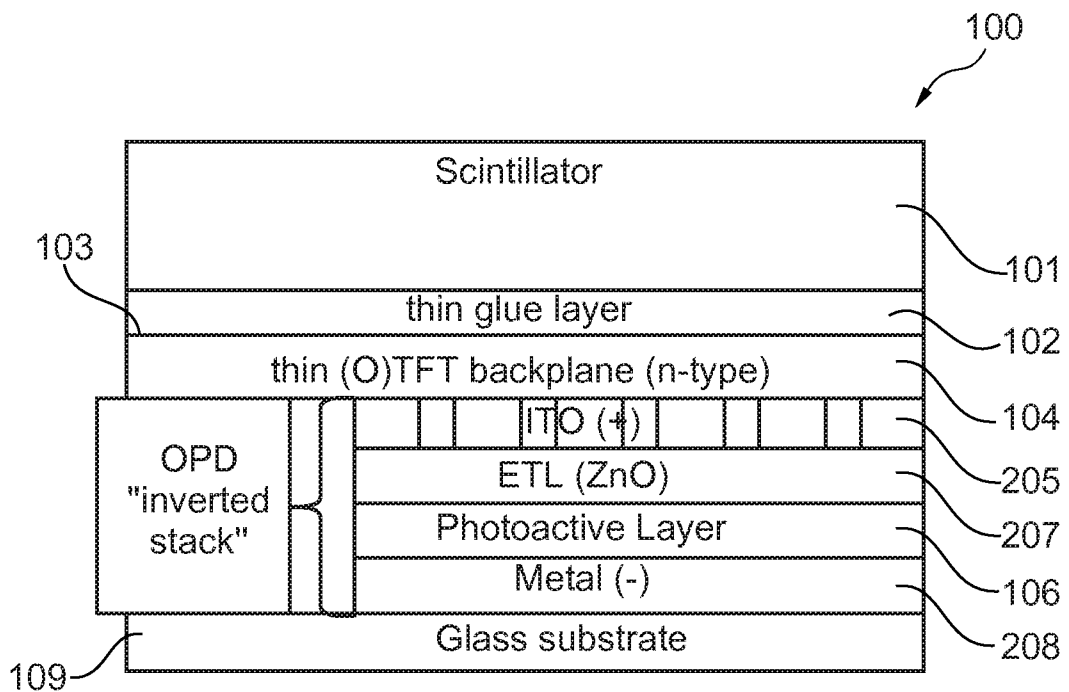 100
Scintillator
103
101
thin glue layer
102
thin (O)TFT backplane (n-type)
104
ITO (+)
205
OPD
"inverted
stack"
ETL (ZnO)
207
Photoactive Layer
106
Metal (-)
208
Glass substrate
109